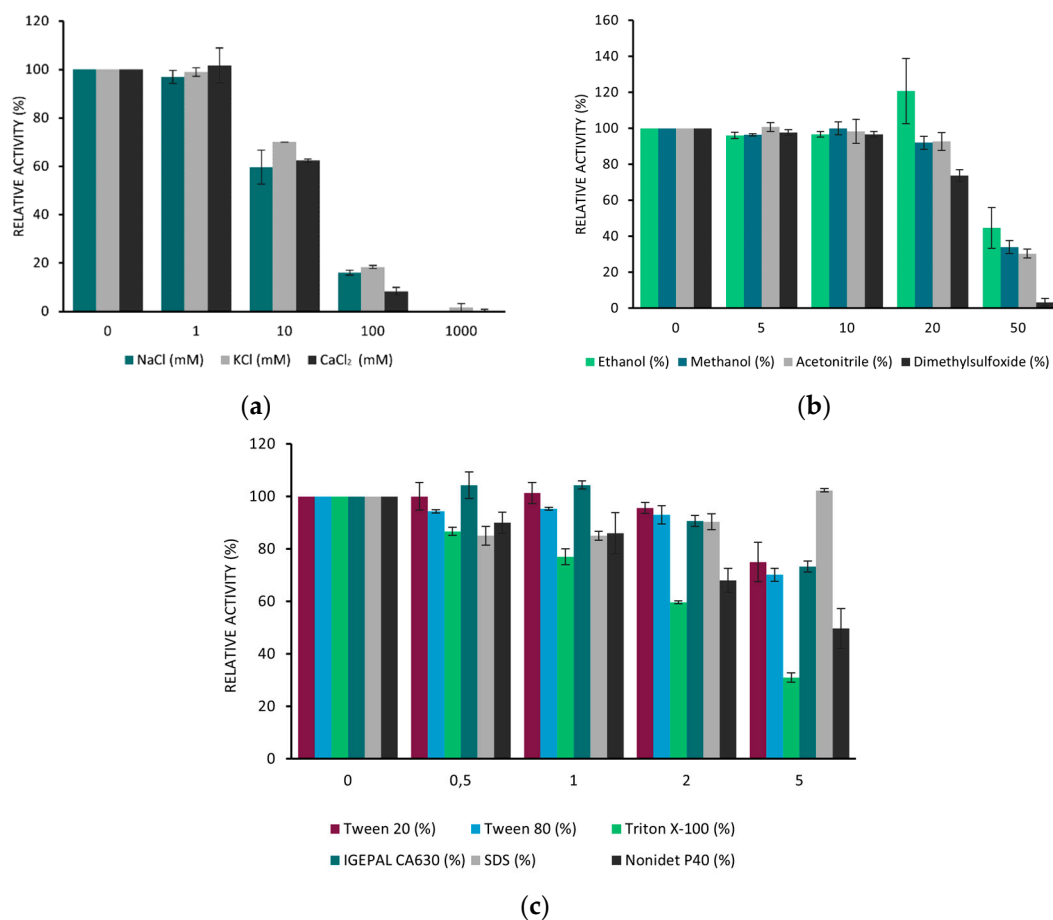 120
100
80
60
40
20
0
RELATIVE ACTIVITY (%)
0 1 10 100 1000
NaCl (mM) KCl (mM) CaCl₂ (mM)
(a)
160
140
120
100
80
60
40
20
0
RELATIVE ACTIVITY (%)
0 5 10 20 50
Ethanol (%) Methanol (%) Acetonitrile (%) Dimethylsulfoxide (%)
(b)
120
100
80
60
40
20
0
RELATIVE ACTIVITY (%)
0 0,5 1 2 5
Tween 20 (%) Tween 80 (%) Triton X-100 (%)
IGEPAL CA630 (%) SDS (%) Nonidet P40 (%)
(c)